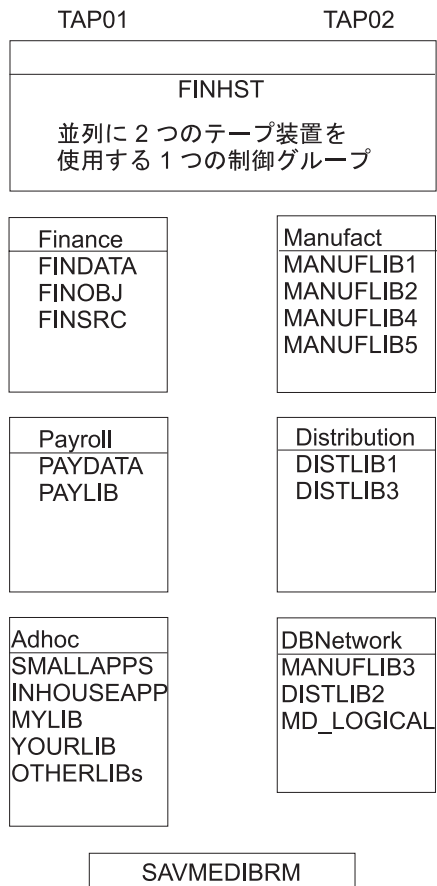 TAP01 TAP02
FINHST
並列に 2 つのテープ装置を
使用する 1 つの制御グループ
Finance
FINDATA
FINOBJ
FINSRC
Manufact
MANUFLIB1
MANUFLIB2
MANUFLIB4
MANUFLIB5
Payroll
PAYDATA
PAYLIB
Distribution
DISTLIB1
DISTLIB3
Adhoc
SMALLAPPS
INHOUSEAPP
MYLIB
YOURLIB
OTHERLIBs
DBNetwork
MANUFLIB3
DISTLIB2
MD_LOGICAL
SAVMEDIBRM